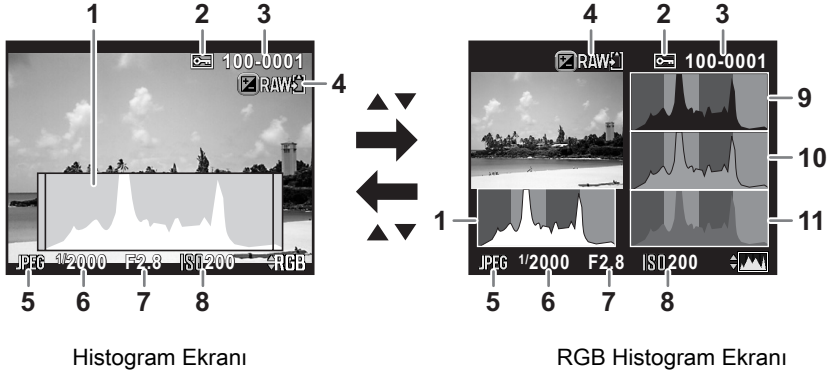 1 2 3
100-0001
RAW
4
JPEG 1/2000 F2.8 ISO200 RGB
5 6 7 8
Histogram Ekranı
4 2 3
RAW 100-0001
9
10
1 11
JPEG 1/2000 F2.8 ISO200
5 6 7 8
RGB Histogram Ekranı